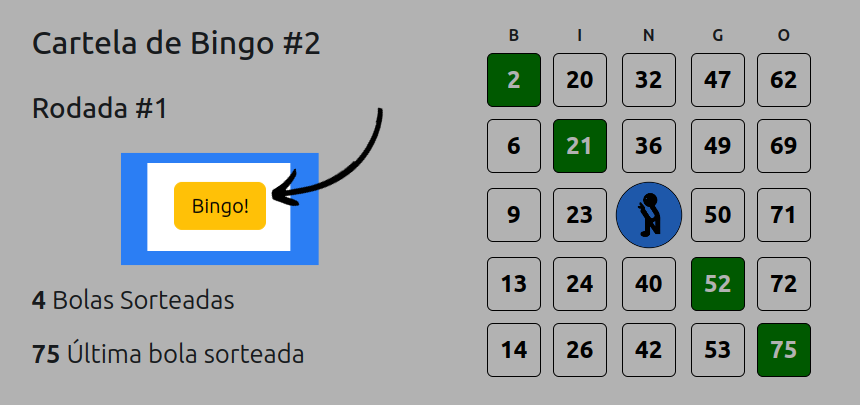 Cartela de Bingo #2
Rodada #1
Bingo!
4 Bolas Sorteadas
75 Última bola sorteada
B I N G O
2 20 32 47 62
6 21 36 49 69
9 23 50 71
13 24 40 52 72
14 26 42 53 75